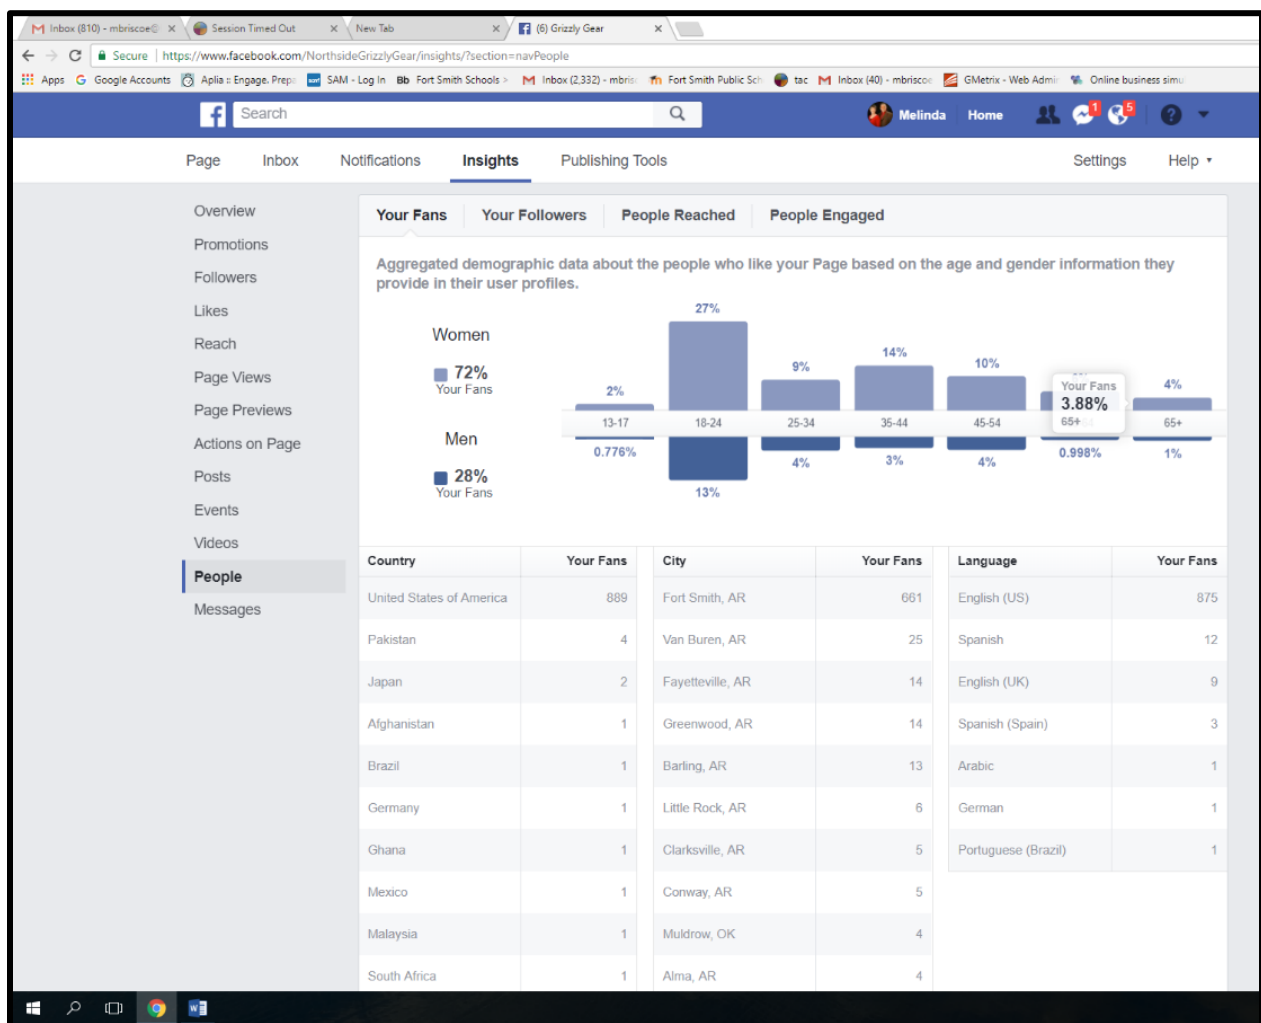 Inbox (810) - mbriscoe@ Session Timed Out New Tab (6) Grizzly Gear
Secure https://www.facebook.com/NorthsideGrizzlyGear/insights/?section=navPeople
Apps Google Accounts Aplia :: Engage. Prep SAM - Log In Bb Fort Smith Schools > Inbox (2,332) - mbris Fort Smith Public Sch tac Inbox (40) - mbriscoe GMetrix - Web Admi Online business simu
Search Melinda Home 1 5
Page Inbox Notifications Insights Publishing Tools Settings Help
Overview
Promotions
Followers
Likes
Reach
Page Views
Page Previews
Actions on Page
Posts
Events
Videos
People
Messages
Your Fans Your Followers People Reached People Engaged
Aggregated demographic data about the people who like your Page based on the age and gender information they
provide in their user profiles.
Women
72%
Your Fans
Men
28%
Your Fans
2% 27% 9% 14% 10% 4%
Your Fans
3.88%
65+
13-17 18-24 25-34 35-44 45-54 65+
0.776% 13% 4% 3% 4% 0.998% 1%
Country Your Fans City Your Fans Language Your Fans
United States of America 889 Fort Smith, AR 661 English (US) 875
Pakistan 4 Van Buren, AR 25 Spanish 12
Japan 2 Fayetteville, AR 14 English (UK) 9
Afghanistan 1 Greenwood, AR 14 Spanish (Spain) 3
Brazil 1 Barling, AR 13 Arabic 1
Germany 1 Little Rock, AR 6 German 1
Ghana 1 Clarksville, AR 5 Portuguese (Brazil) 1
Mexico 1 Conway, AR 5
Malaysia 1 Muldrow, OK 4
South Africa 1 Alma, AR 4